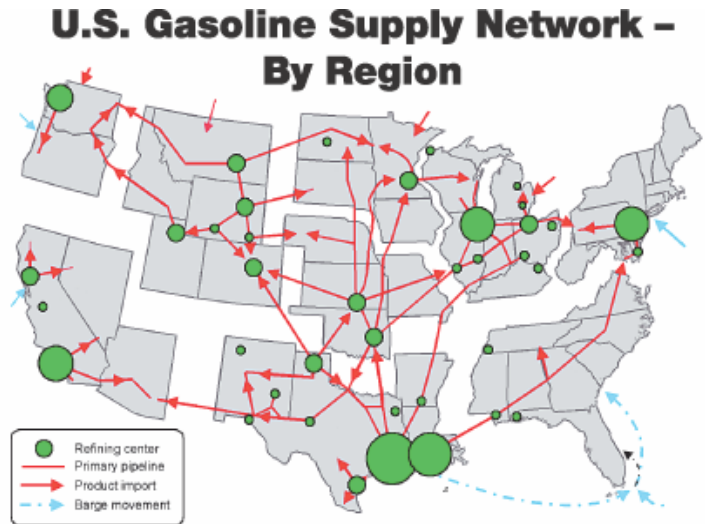 U.S. Gasoline Supply Network –
By Region
Refining center
Primary pipeline
Product import
Barge movement